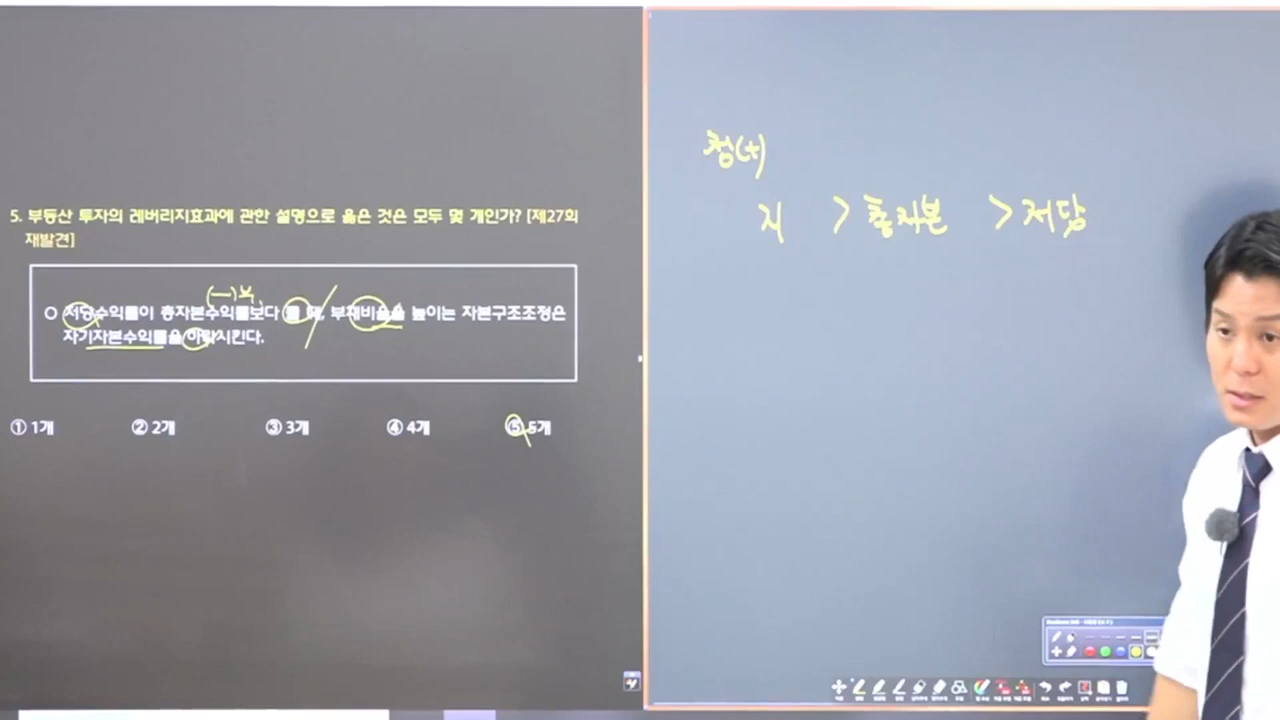 5. 부동산 투자의 레버리지효과에 관한 설명으로 옳은 것은 모두 몇 개인가? [제27회
재발견]
(-)부
○ 저당수익률이 총자본수익률보다 클 때, 부채비율을 높이는 자본구조조정은
자기자본수익률을 하락시킨다.
① 1개 ② 2개 ③ 3개 ④ 4개 ⑤ 5개
정(+)
지 > 총자본 > 저당